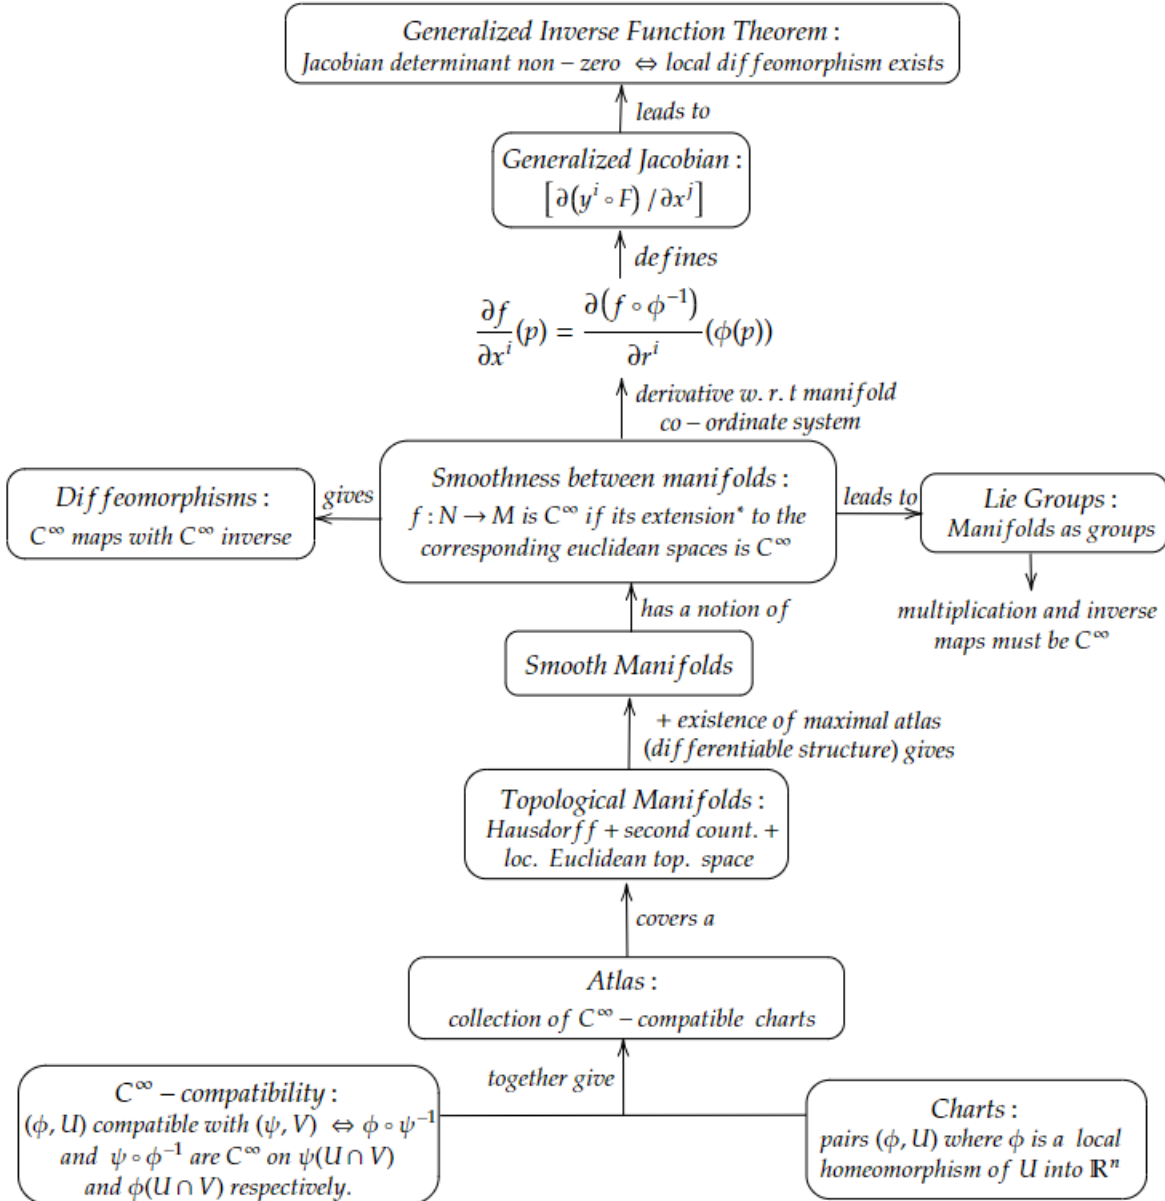 Generalized Inverse Function Theorem :
Jacobian determinant non − zero ⇔ local diffeomorphism exists
leads to
Generalized Jacobian :
[∂(y^i ∘ F) / ∂x^j]
defines
∂f/∂x^i (p) = ∂(f ∘ ϕ^−1)/∂r^i (ϕ(p))
derivative w. r. t manifold
co − ordinate system
Diffeomorphisms :
C^∞ maps with C^∞ inverse
gives
Smoothness between manifolds :
f : N → M is C^∞ if its extension* to the
corresponding euclidean spaces is C^∞
leads to
Lie Groups :
Manifolds as groups
multiplication and inverse
maps must be C^∞
has a notion of
Smooth Manifolds
+ existence of maximal atlas
(differentiable structure) gives
Topological Manifolds :
Hausdorff + second count. +
loc. Euclidean top. space
covers a
Atlas :
collection of C^∞ − compatible charts
together give
C^∞ − compatibility :
(ϕ, U) compatible with (ψ, V) ⇔ ϕ ∘ ψ^−1
and ψ ∘ ϕ^−1 are C^∞ on ψ(U ∩ V)
and ϕ(U ∩ V) respectively.
Charts :
pairs (ϕ, U) where ϕ is a local
homeomorphism of U into ℝ^n